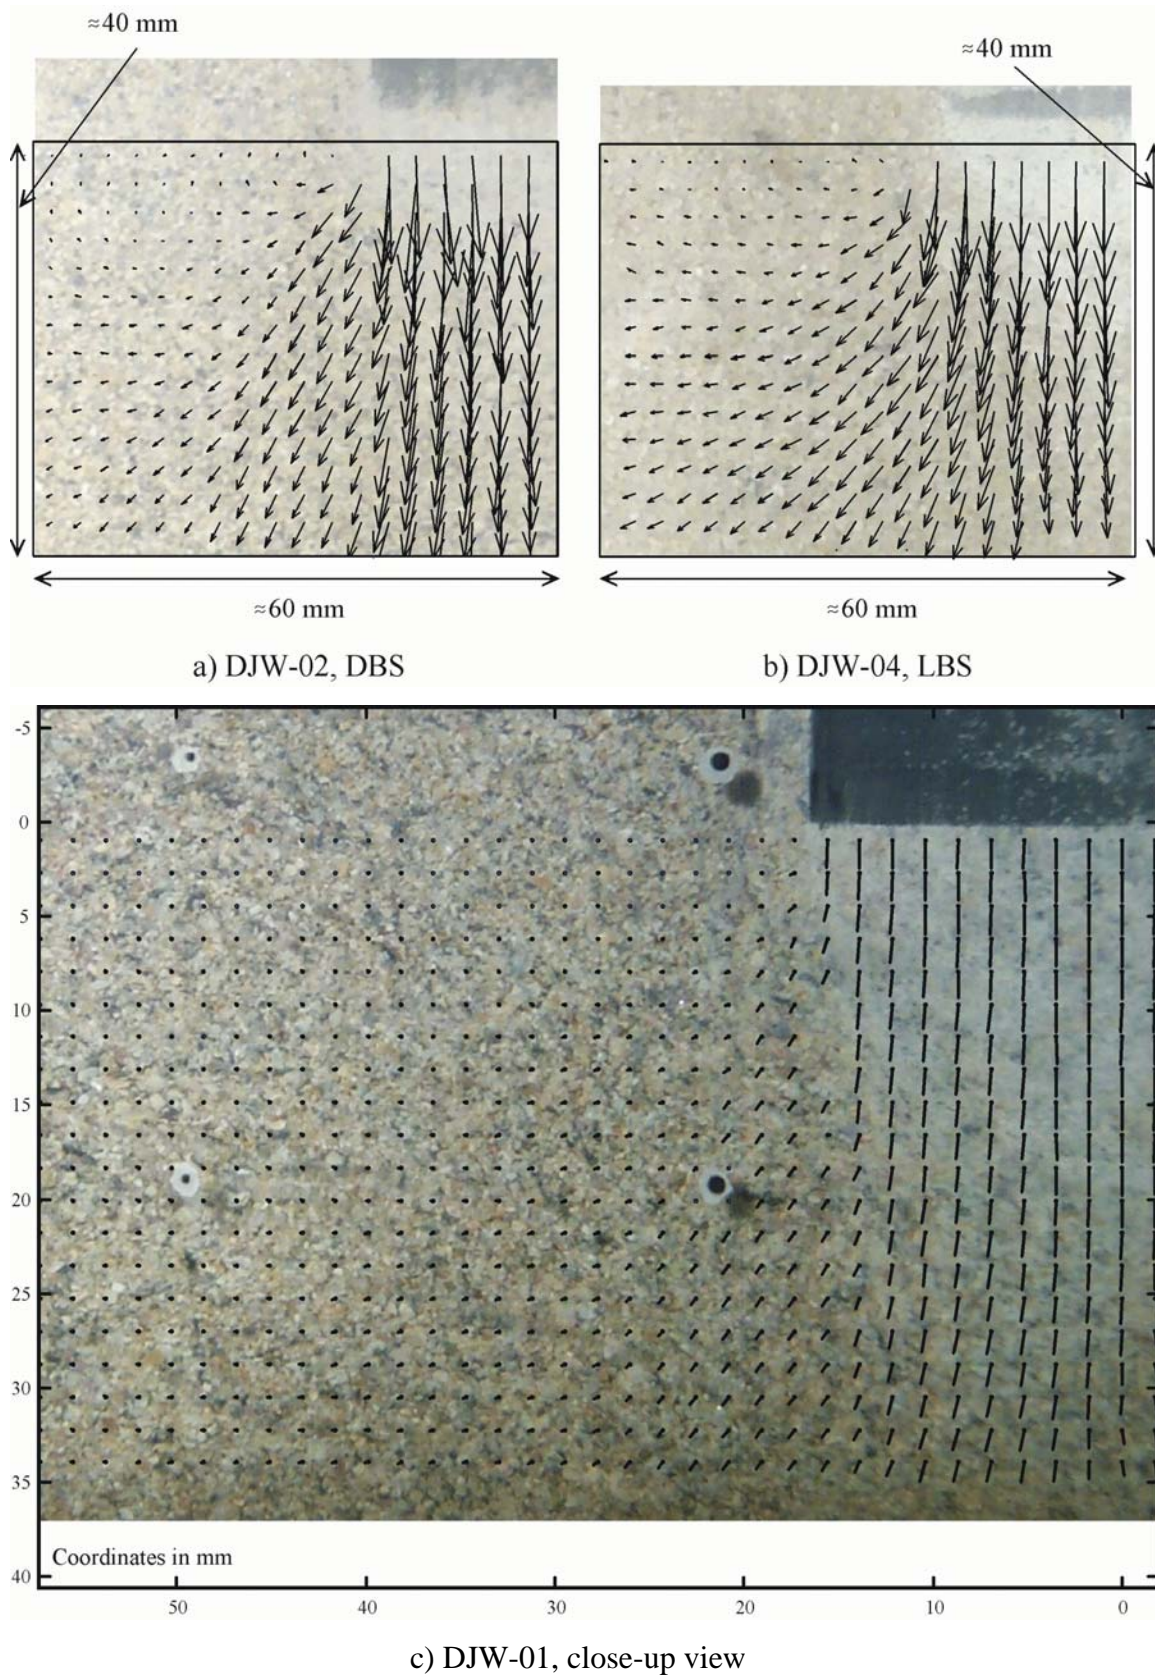 ≈40 mm
≈40 mm
≈60 mm
≈60 mm
a) DJW-02, DBS
b) DJW-04, LBS
-5
0
5
10
15
20
25
30
35
Coordinates in mm
40
50 40 30 20 10 0
c) DJW-01, close-up view